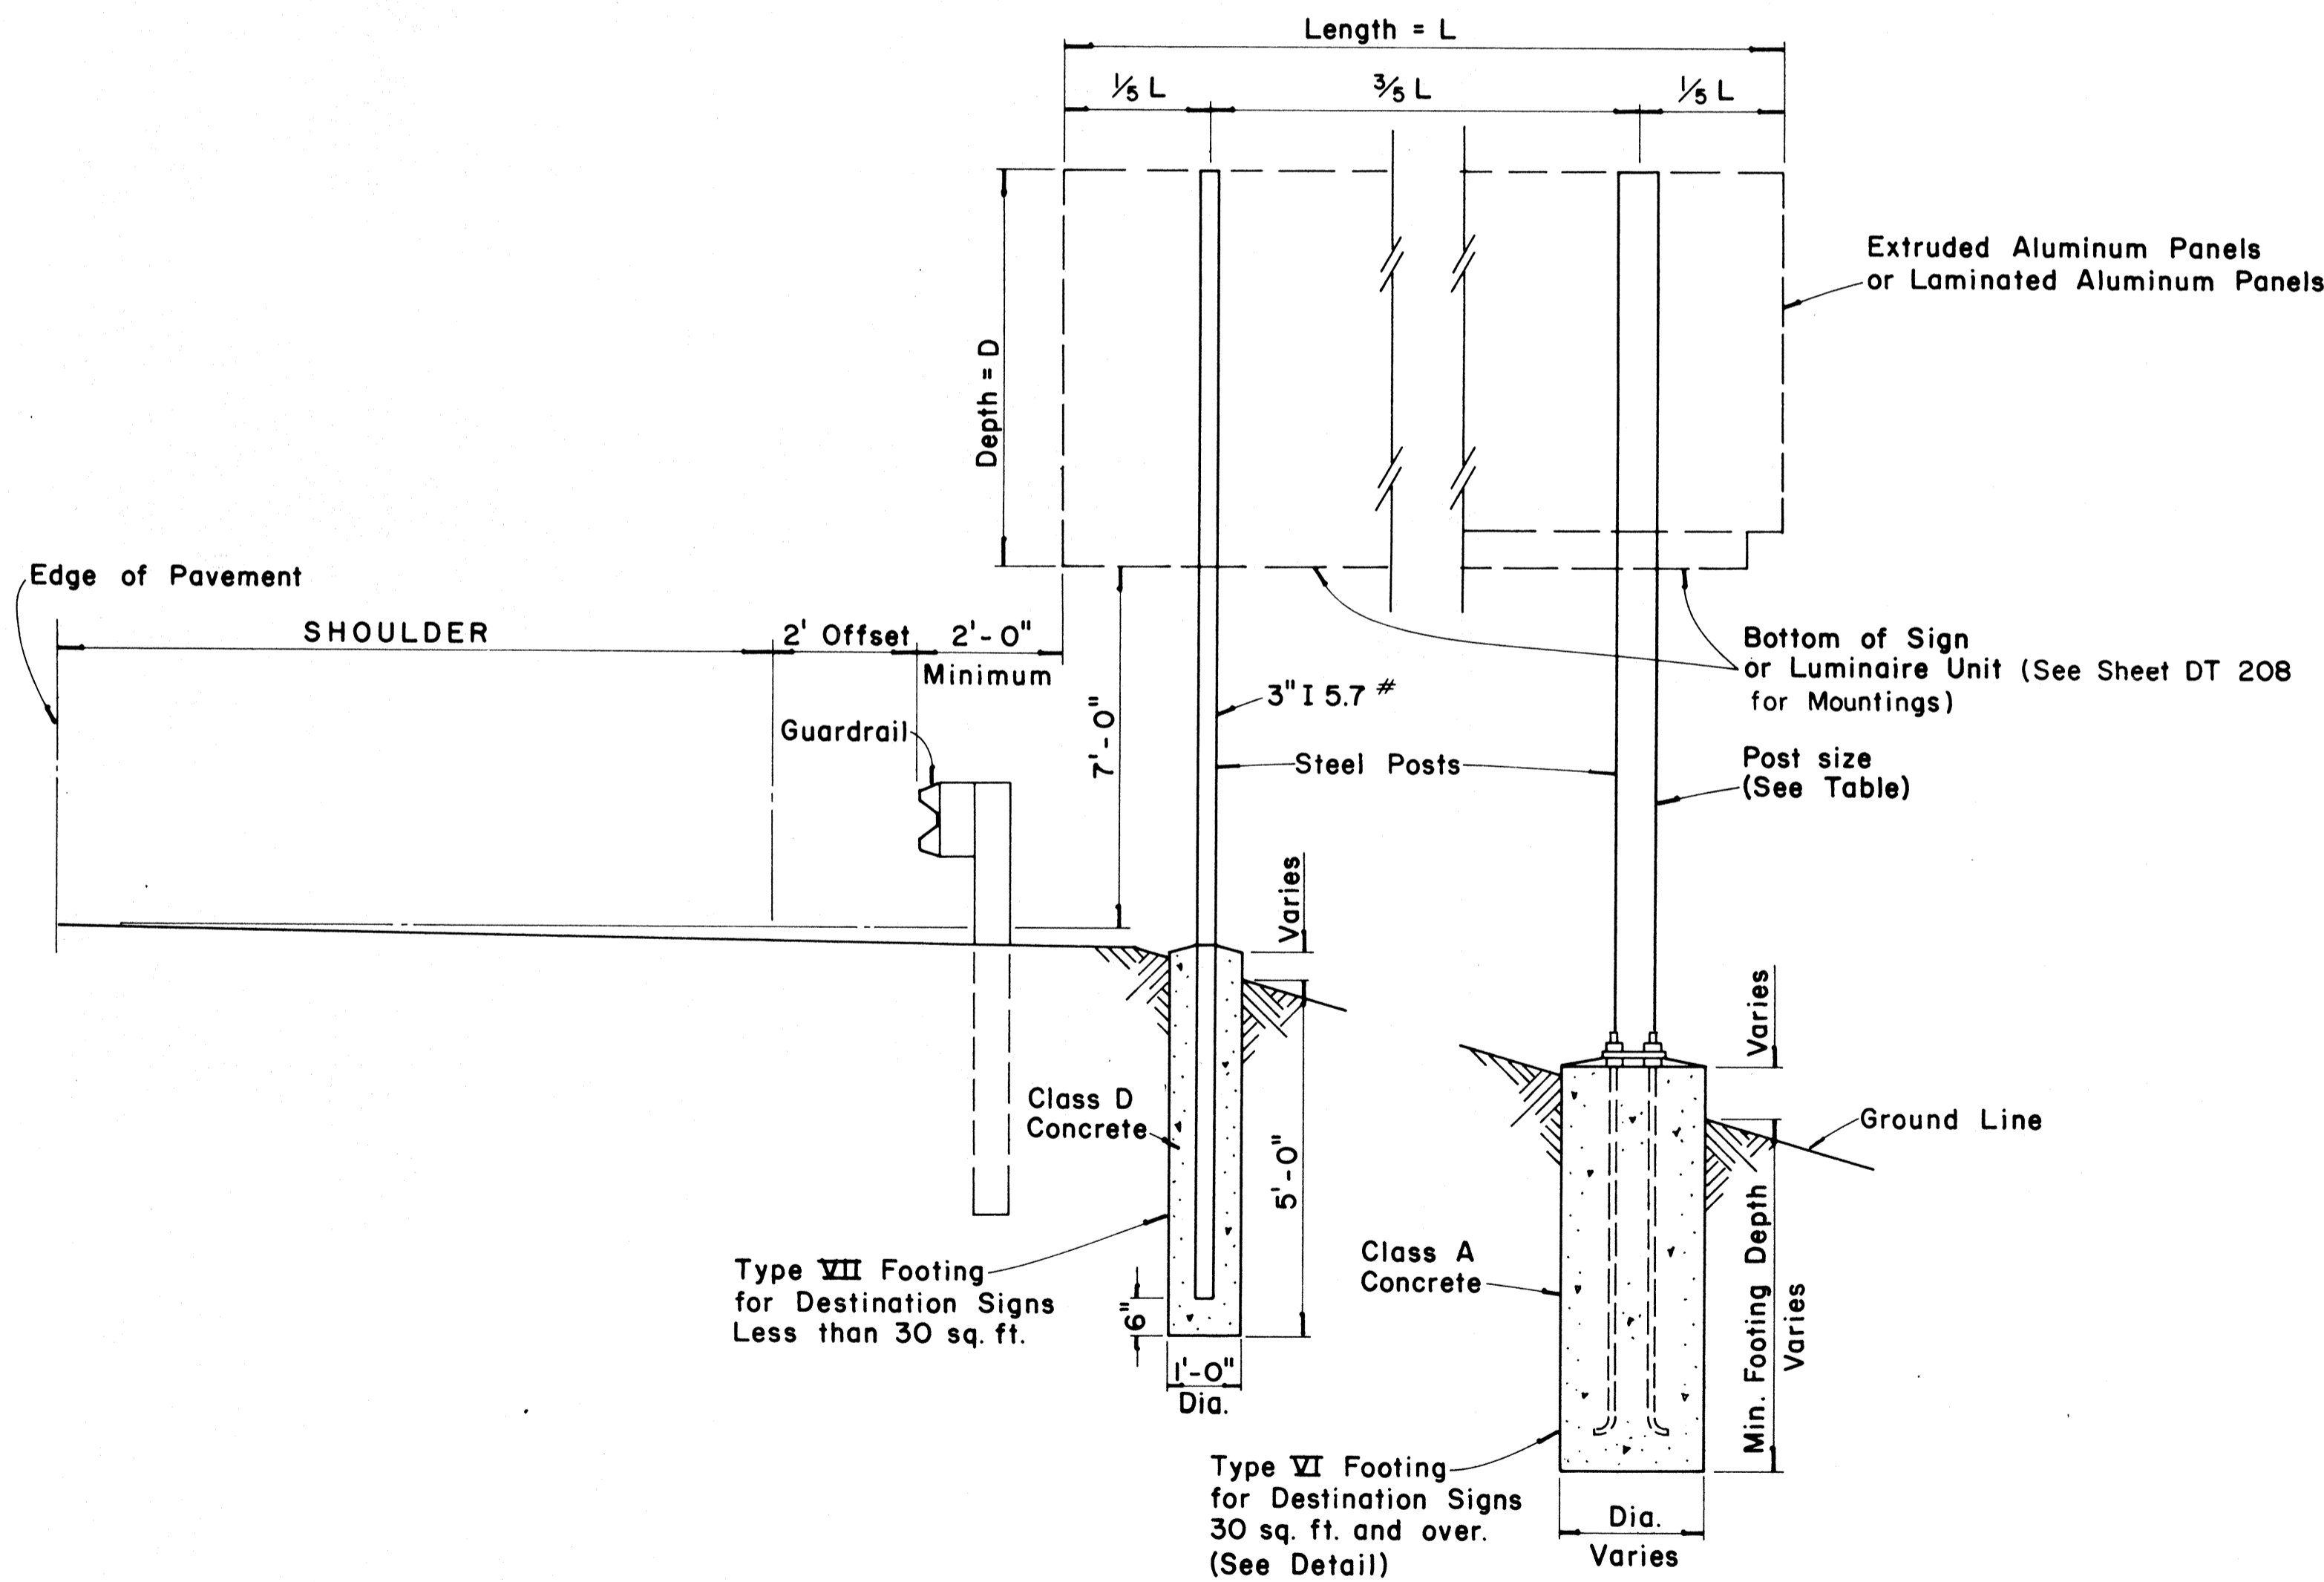 Length = L
1/5 L
3/5 L
1/5 L
Extruded Aluminum Panels
or Laminated Aluminum Panels
Depth = D
Edge of Pavement
SHOULDER
2' Offset
2'-0"
Minimum
Bottom of Sign
or Luminaire Unit (See Sheet DT 208
for Mountings)
3" I 5.7 #
7'-0"
Guardrail
Steel Posts
Post size
(See Table)
Varies
Varies
Class D
Concrete
Ground Line
5'-0"
Type VII Footing
for Destination Signs
Less than 30 sq. ft.
6"
Class A
Concrete
Min. Footing Depth
Varies
1'-0"
Dia.
Type VI Footing
for Destination Signs
30 sq. ft. and over.
(See Detail)
Dia.
Varies